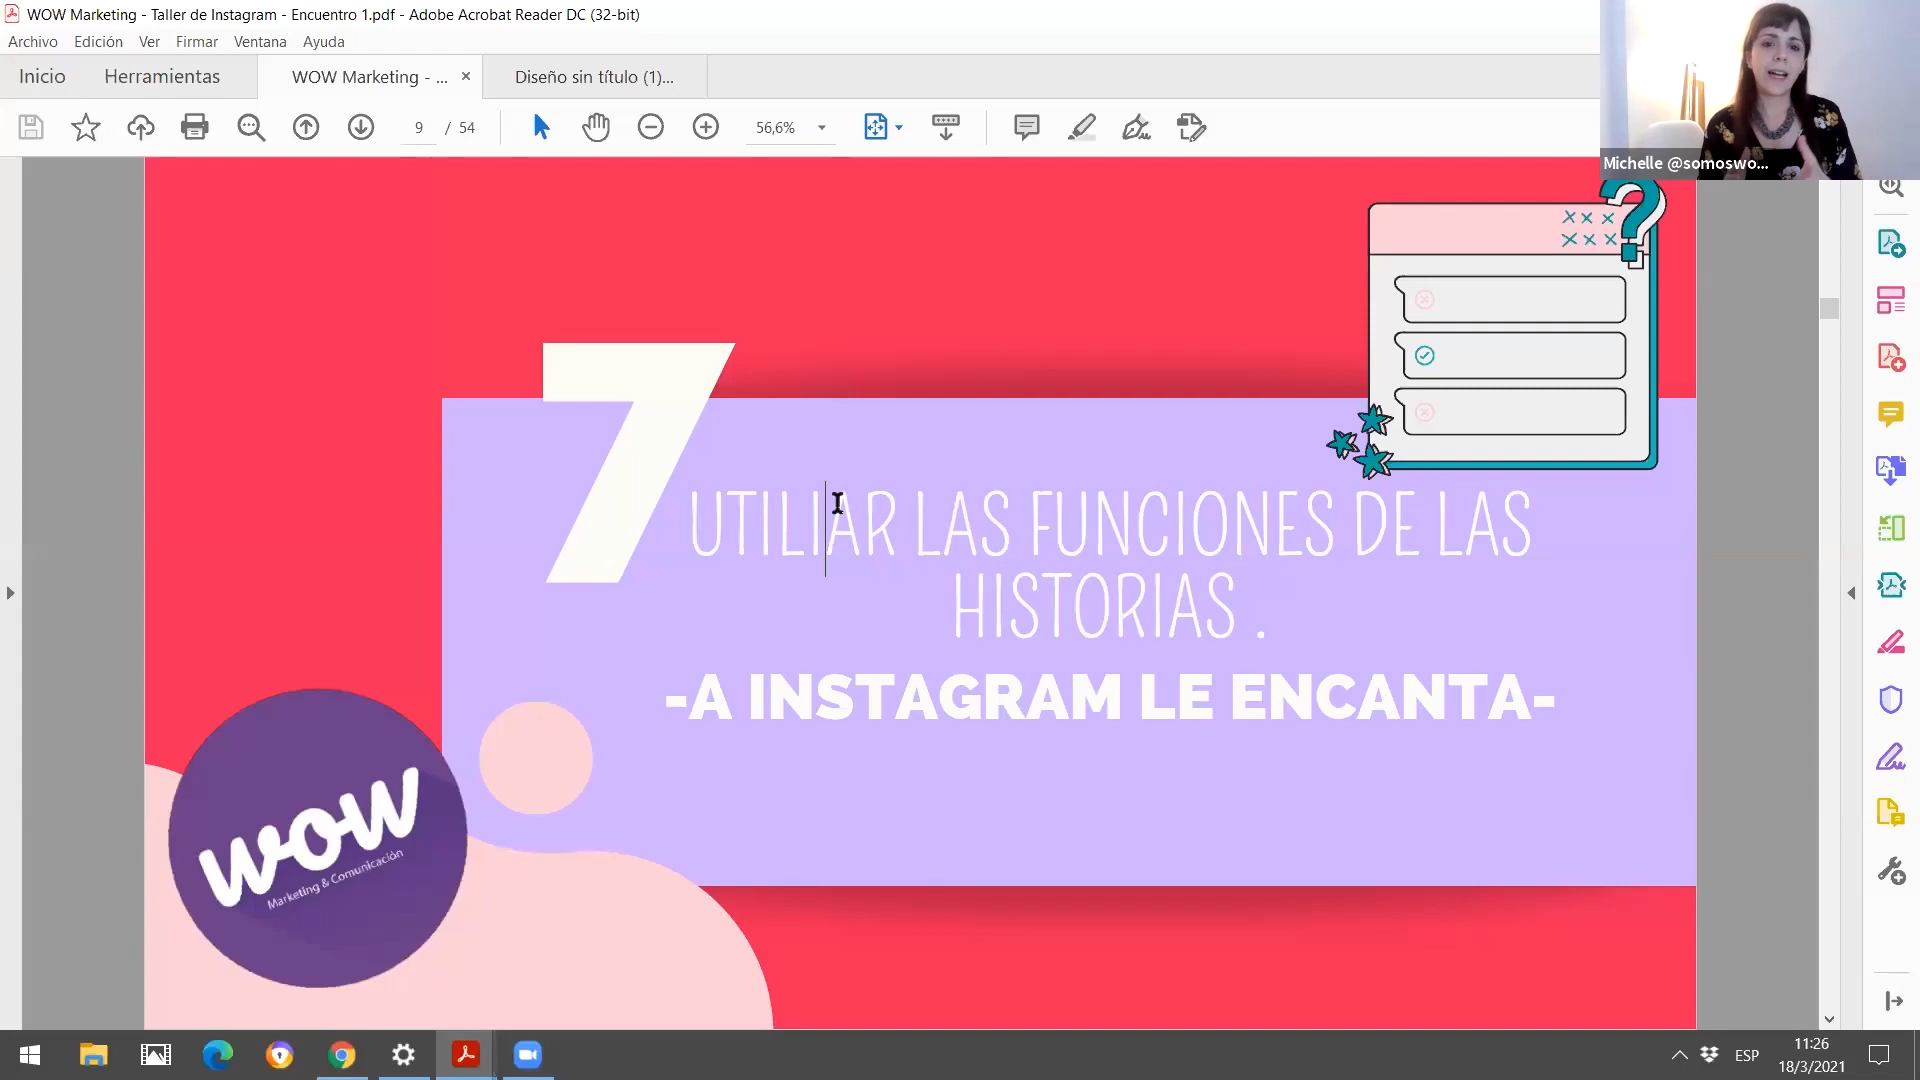 WOW Marketing - Taller de Instagram - Encuentro 1.pdf - Adobe Acrobat Reader DC (32-bit)
Archivo Edición Ver Firmar Ventana Ayuda
Inicio Herramientas WOW Marketing - ... × Diseño sin título (1)...
9 / 54 56,6%
Michelle @somoswo...
7
UTILIAR LAS FUNCIONES DE LAS
HISTORIAS .
-A INSTAGRAM LE ENCANTA-
WOW
Marketing & Comunicación
ESP
11:26
18/3/2021